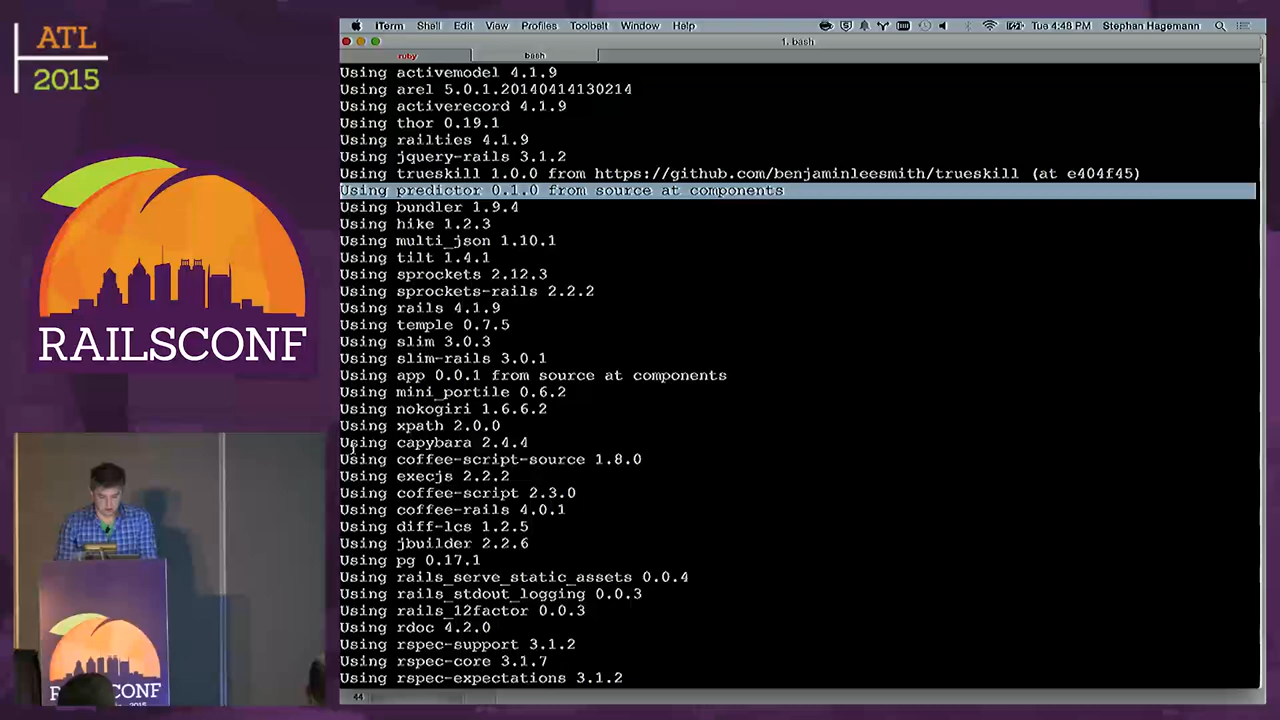 ATL
2015
RAILSCONF
iTerm Shell Edit View Profiles Toolbelt Window Help
Tue 4:48 PM Stephan Hagemann
1. bash
ruby
bash
Using activemodel 4.1.9
Using arel 5.0.1.20140414130214
Using activerecord 4.1.9
Using thor 0.19.1
Using railties 4.1.9
Using jquery-rails 3.1.2
Using trueskill 1.0.0 from https://github.com/benjaminleesmith/trueskill (at e404f45)
Using predictor 0.1.0 from source at components
Using bundler 1.9.4
Using hike 1.2.3
Using multi_json 1.10.1
Using tilt 1.4.1
Using sprockets 2.12.3
Using sprockets-rails 2.2.2
Using rails 4.1.9
Using temple 0.7.5
Using slim 3.0.3
Using slim-rails 3.0.1
Using app 0.0.1 from source at components
Using mini_portile 0.6.2
Using nokogiri 1.6.6.2
Using xpath 2.0.0
Using capybara 2.4.4
Using coffee-script-source 1.8.0
Using execjs 2.2.2
Using coffee-script 2.3.0
Using coffee-rails 4.0.1
Using diff-lcs 1.2.5
Using jbuilder 2.2.6
Using pg 0.17.1
Using rails_serve_static_assets 0.0.4
Using rails_stdout_logging 0.0.3
Using rails_12factor 0.0.3
Using rdoc 4.2.0
Using rspec-support 3.1.2
Using rspec-core 3.1.7
Using rspec-expectations 3.1.2
44